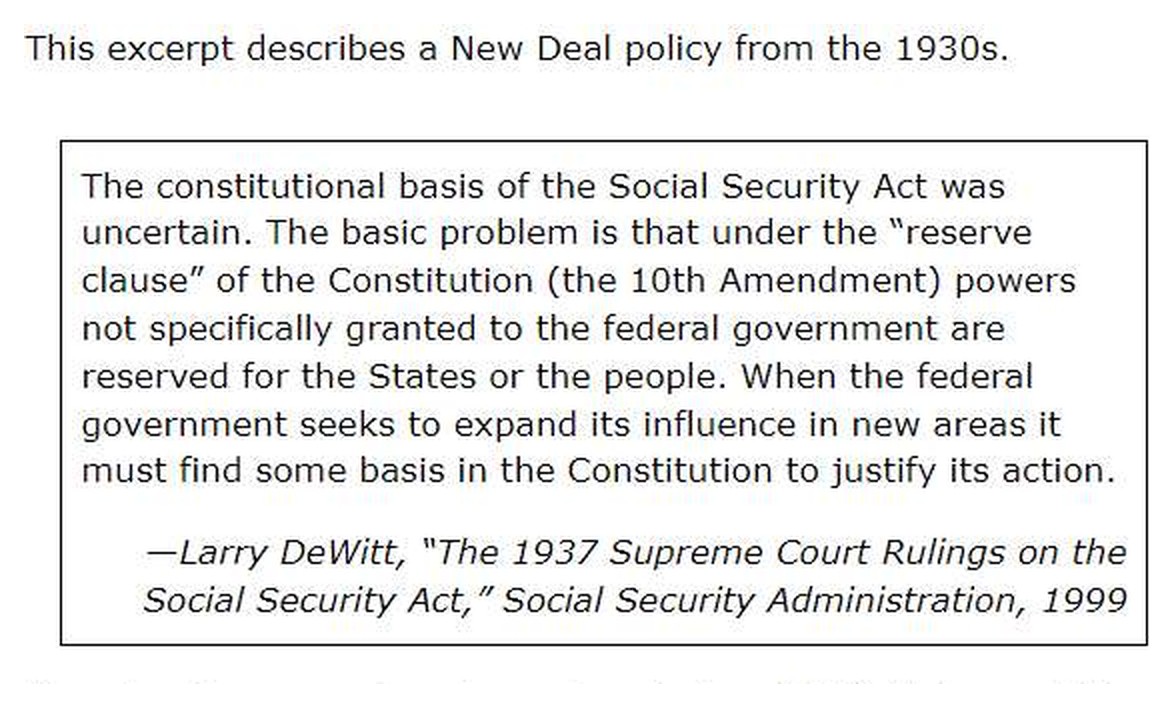 This excerpt describes a New Deal policy from the 1930s.
The constitutional basis of the Social Security Act was
uncertain. The basic problem is that under the “reserve
clause” of the Constitution (the 10th Amendment) powers
not specifically granted to the federal government are
reserved for the States or the people. When the federal
government seeks to expand its influence in new areas it
must find some basis in the Constitution to justify its action.
—Larry DeWitt, “The 1937 Supreme Court Rulings on the
Social Security Act,” Social Security Administration, 1999